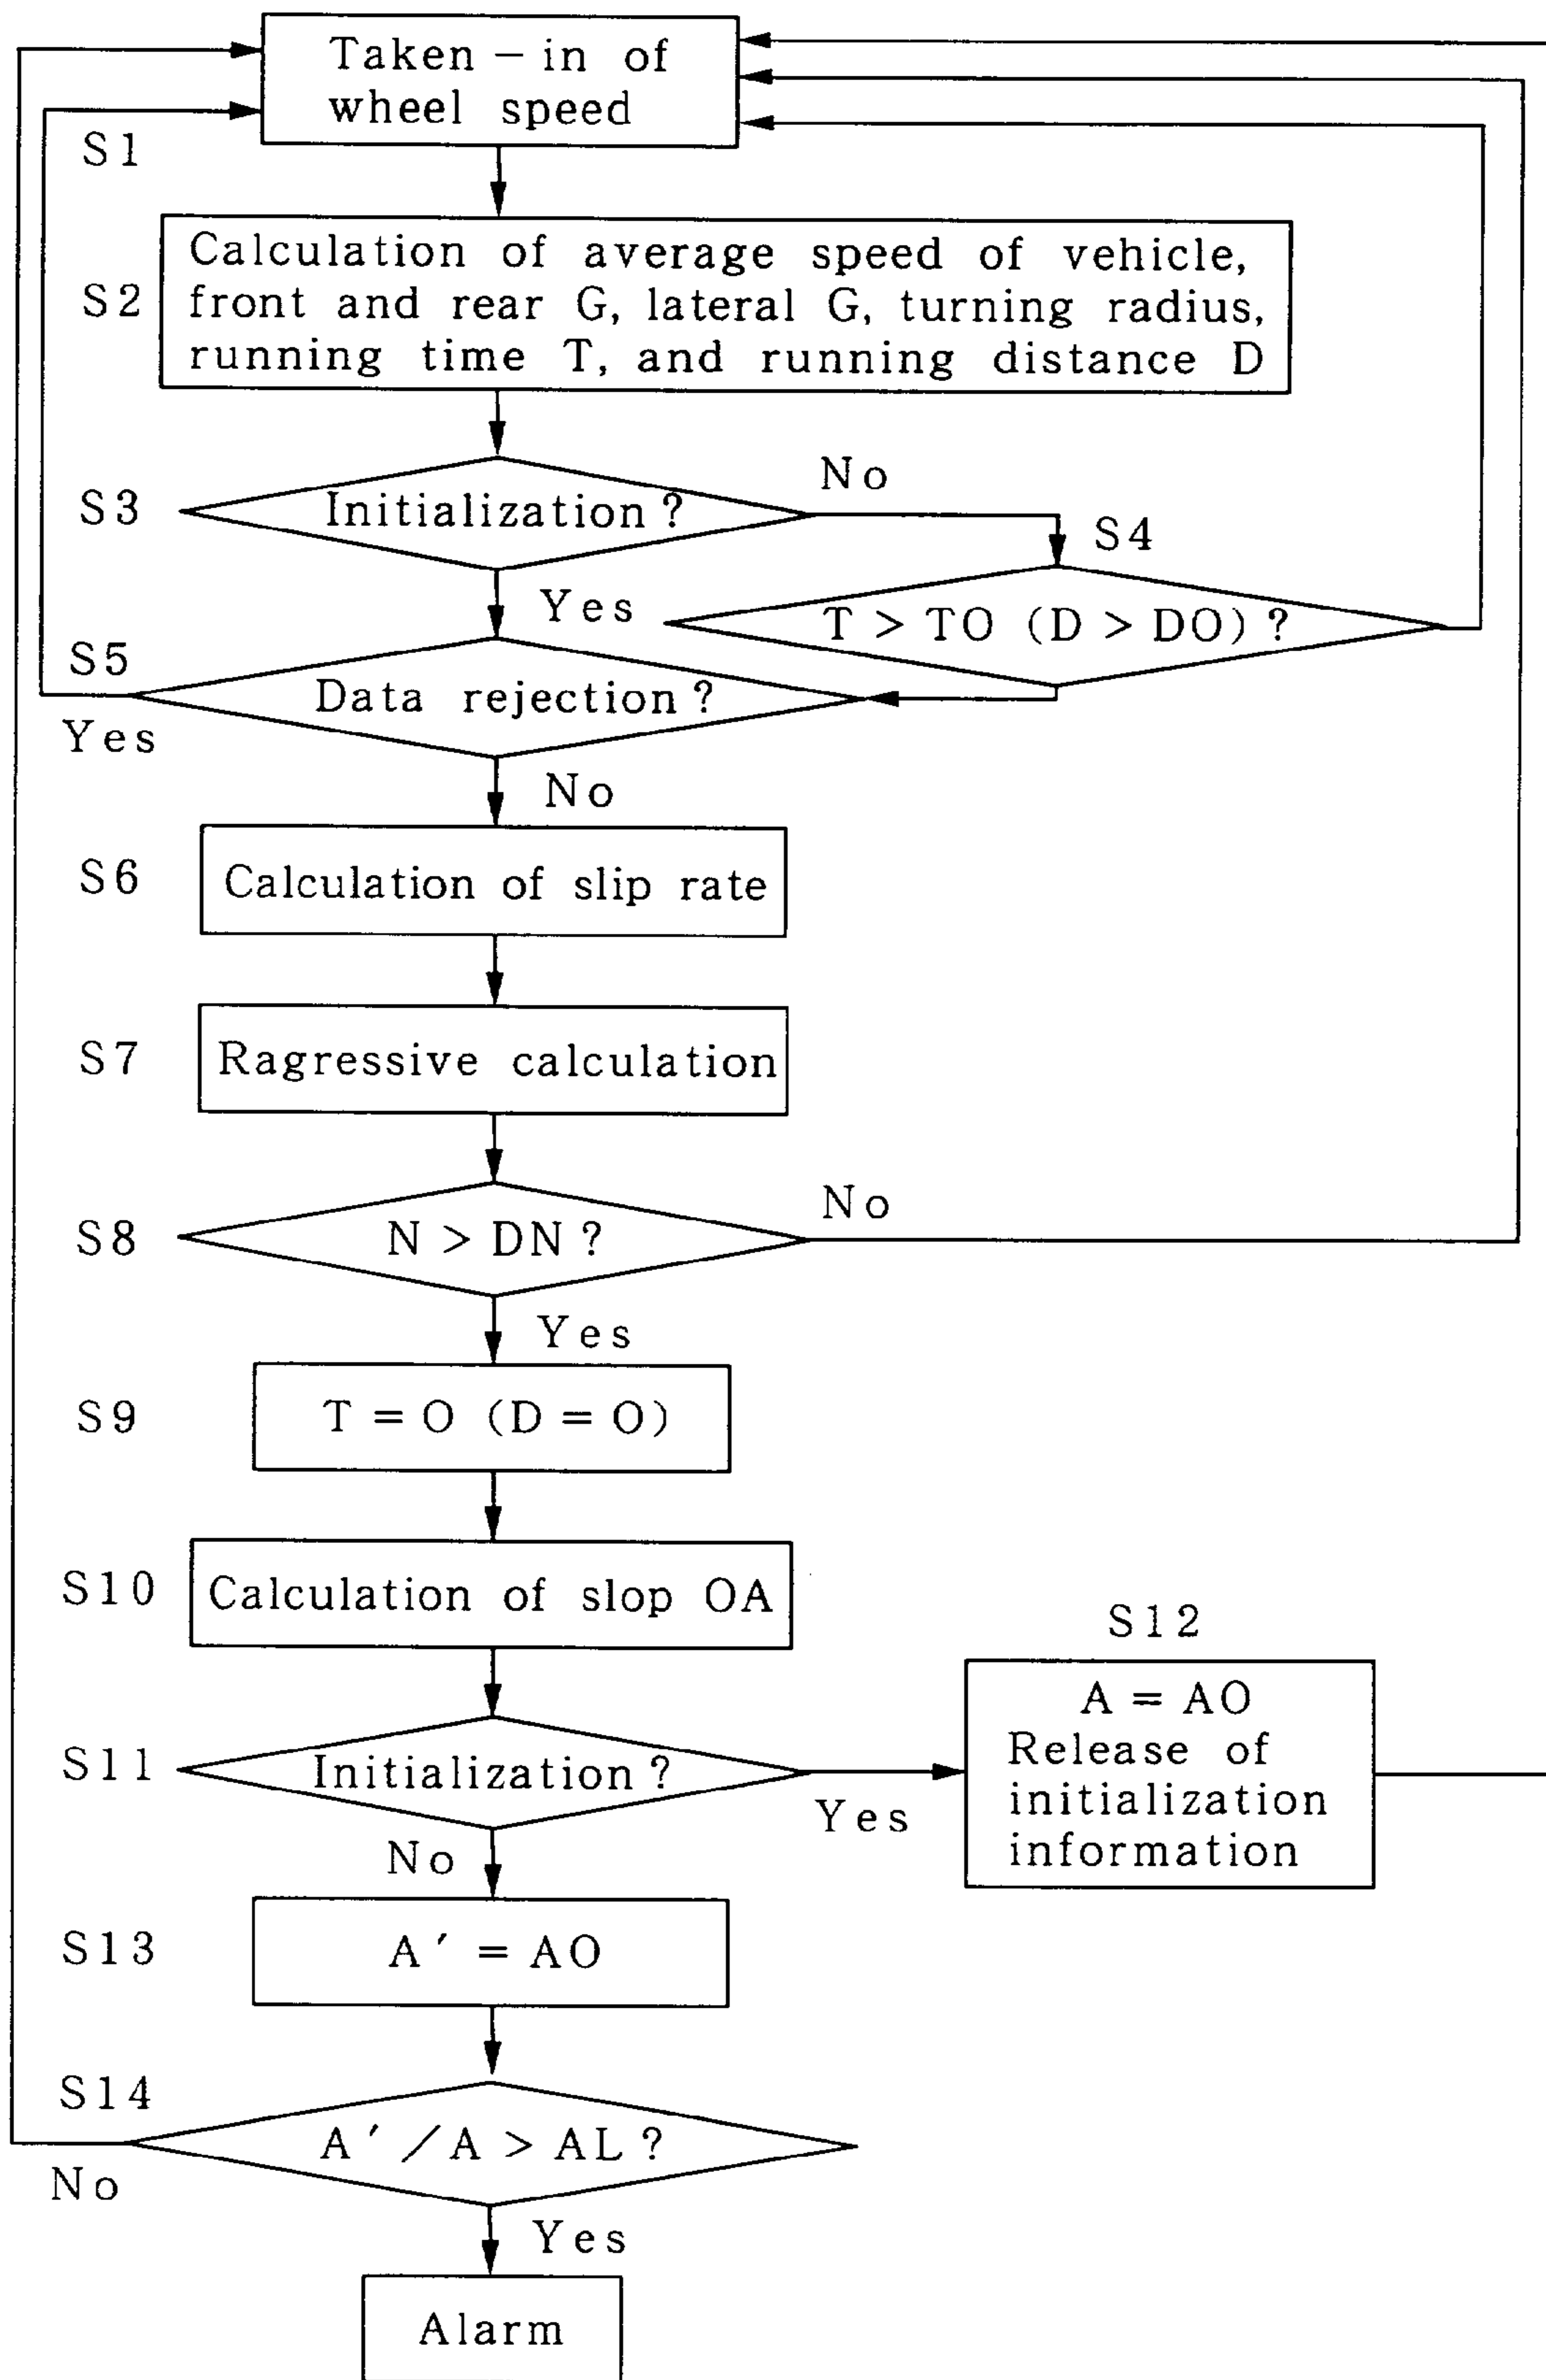 Taken – in of
wheel speed
S1
Calculation of average speed of vehicle,
S2
front and rear G, lateral G, turning radius,
running time T, and running distance D
No
S3
Initialization ?
S4
Yes
T > TO (D > DO) ?
S5
Data rejection ?
Yes
No
S6
Calculation of slip rate
S7
Ragressive calculation
No
S8
N > DN ?
Yes
S9
T = O (D = O)
S10
Calculation of slop OA
S12
A = AO
Release of
initialization
information
S11
Initialization ?
Yes
No
S13
A′ = AO
S14
A′ / A > AL ?
No
Yes
Alarm